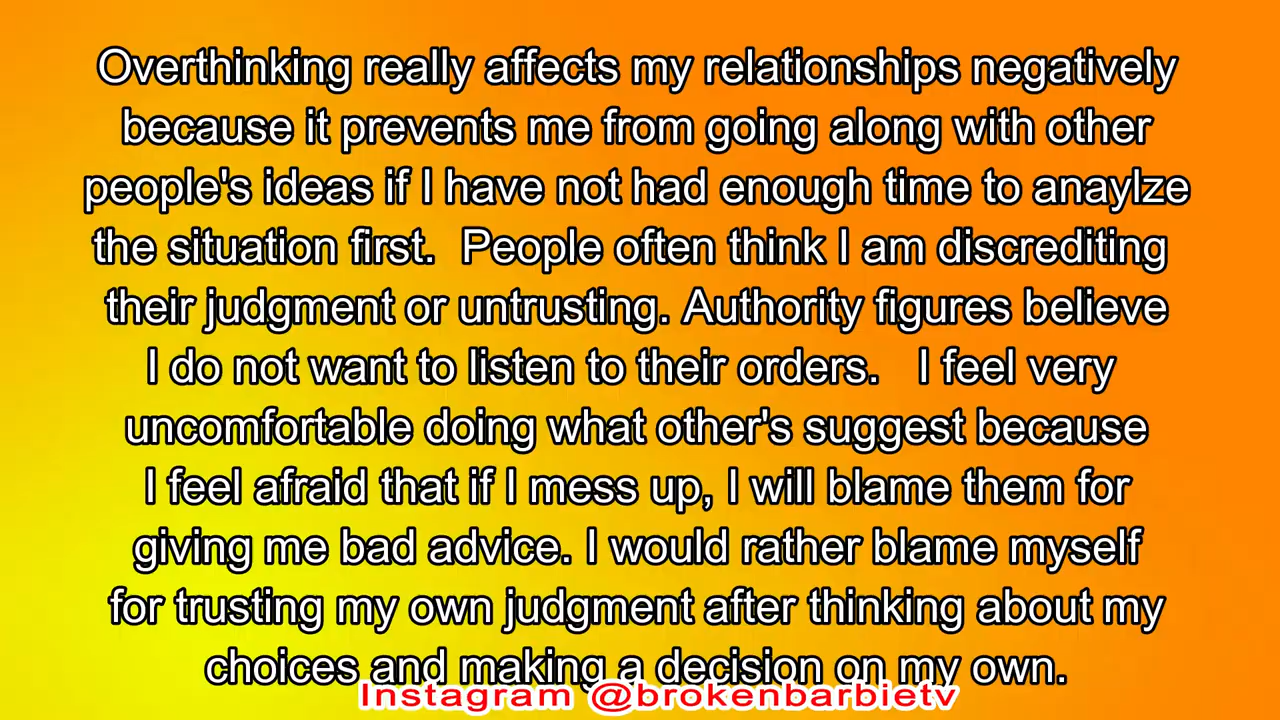 Overthinking really affects my relationships negatively
because it prevents me from going along with other
people's ideas if I have not had enough time to anaylze
the situation first.  People often think I am discrediting
their judgment or untrusting. Authority figures believe
I do not want to listen to their orders.   I feel very
uncomfortable doing what other's suggest because
I feel afraid that if I mess up, I will blame them for
giving me bad advice. I would rather blame myself
for trusting my own judgment after thinking about my
choices and making a decision on my own.
Instagram @brokenbarbietv